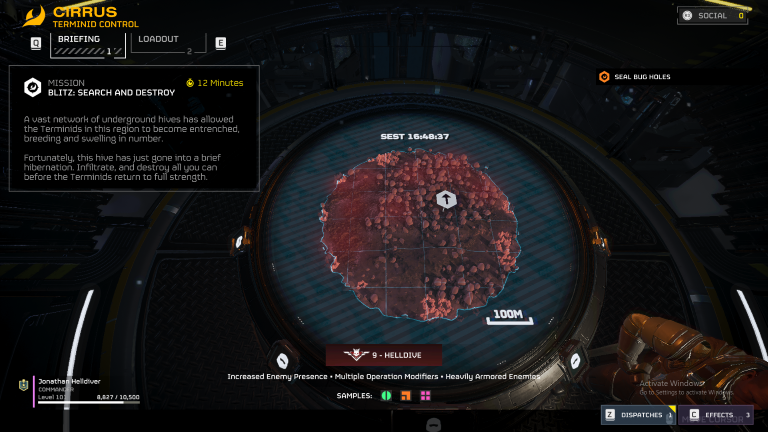 CIRRUS
TERMINID CONTROL
SOCIAL 0
Q
BRIEFING
1
LOADOUT
2
E
MISSION
12 Minutes
BLITZ: SEARCH AND DESTROY
SEAL BUG HOLES
A vast network of underground hives has allowed
the Terminids in this region to become entrenched,
breeding and swelling in number.
Fortunately, this hive has just gone into a brief
hibernation. Infiltrate, and destroy all you can
before the Terminids return to full strength.
SEST 16:48:37
100M
9 - HELLDIVE
Increased Enemy Presence • Multiple Operation Modifiers • Heavily Armored Enemies
SAMPLES:
Jonathan Helldiver
COMMANDER
Level 101
8,827 / 10,500
Activate Windows
Go to Settings to activate Windows.
Z DISPATCHES 1
C EFFECTS 3